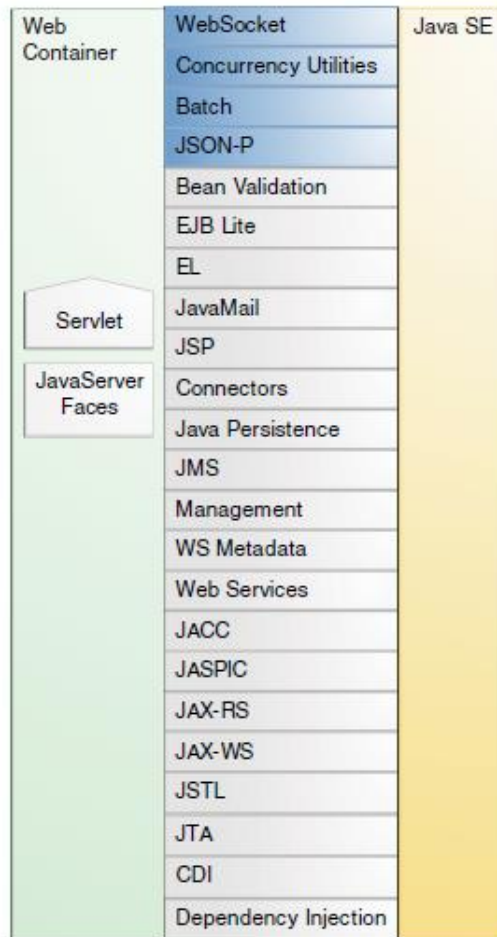 Web
Container
Servlet
JavaServer
Faces
WebSocket
Concurrency Utilities
Batch
JSON-P
Bean Validation
EJB Lite
EL
JavaMail
JSP
Connectors
Java Persistence
JMS
Management
WS Metadata
Web Services
JACC
JASPIC
JAX-RS
JAX-WS
JSTL
JTA
CDI
Dependency Injection
Java SE